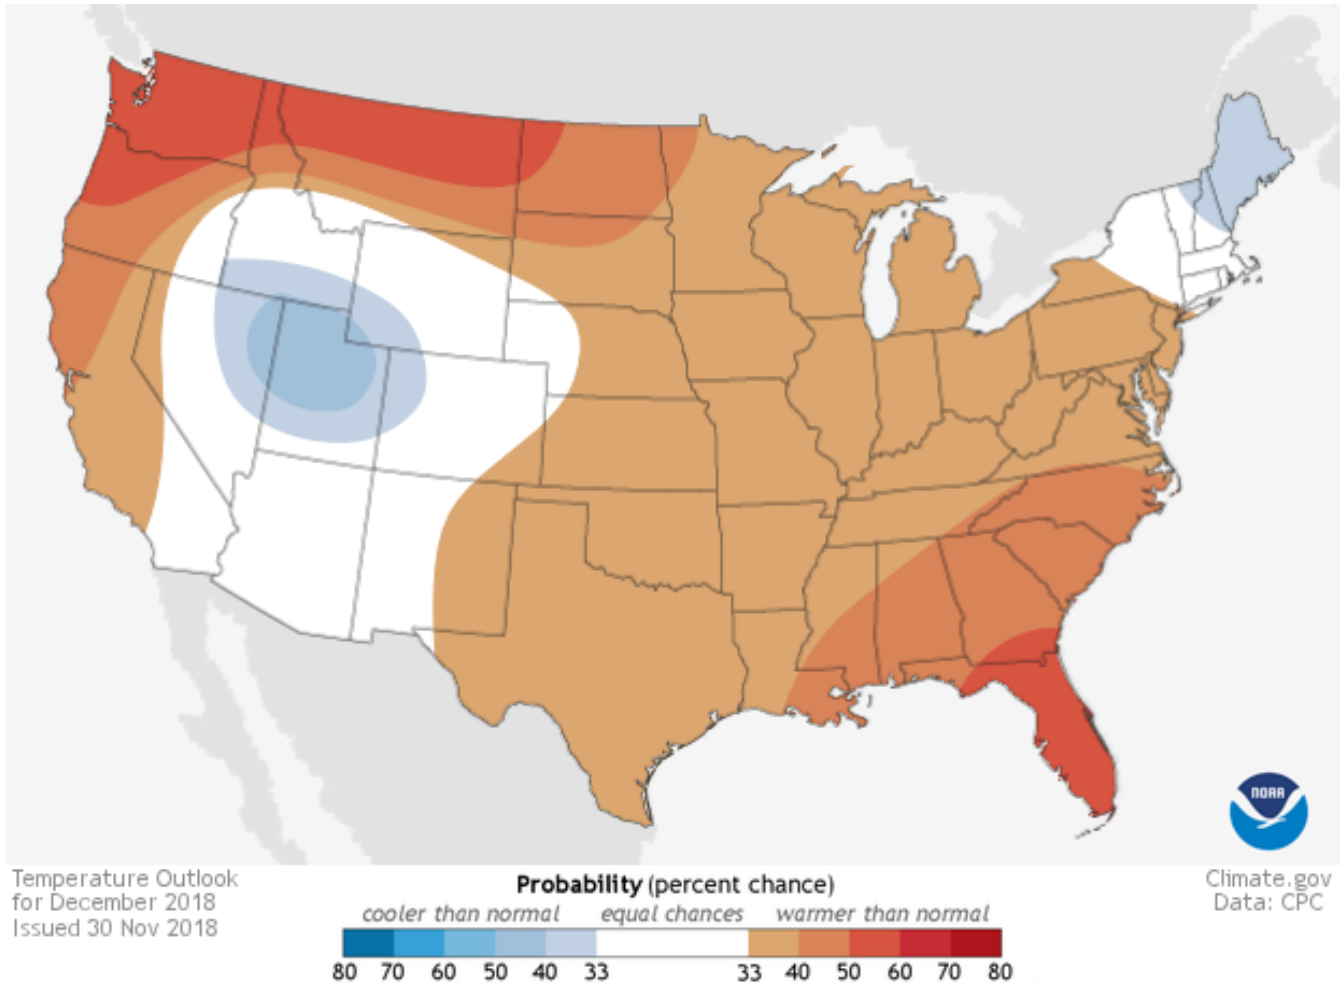 NOAA
Temperature Outlook
for December 2018
Issued 30 Nov 2018
Probability (percent chance)
cooler than normal equal chances warmer than normal
80 70 60 50 40 33 33 40 50 60 70 80
Climate.gov
Data: CPC